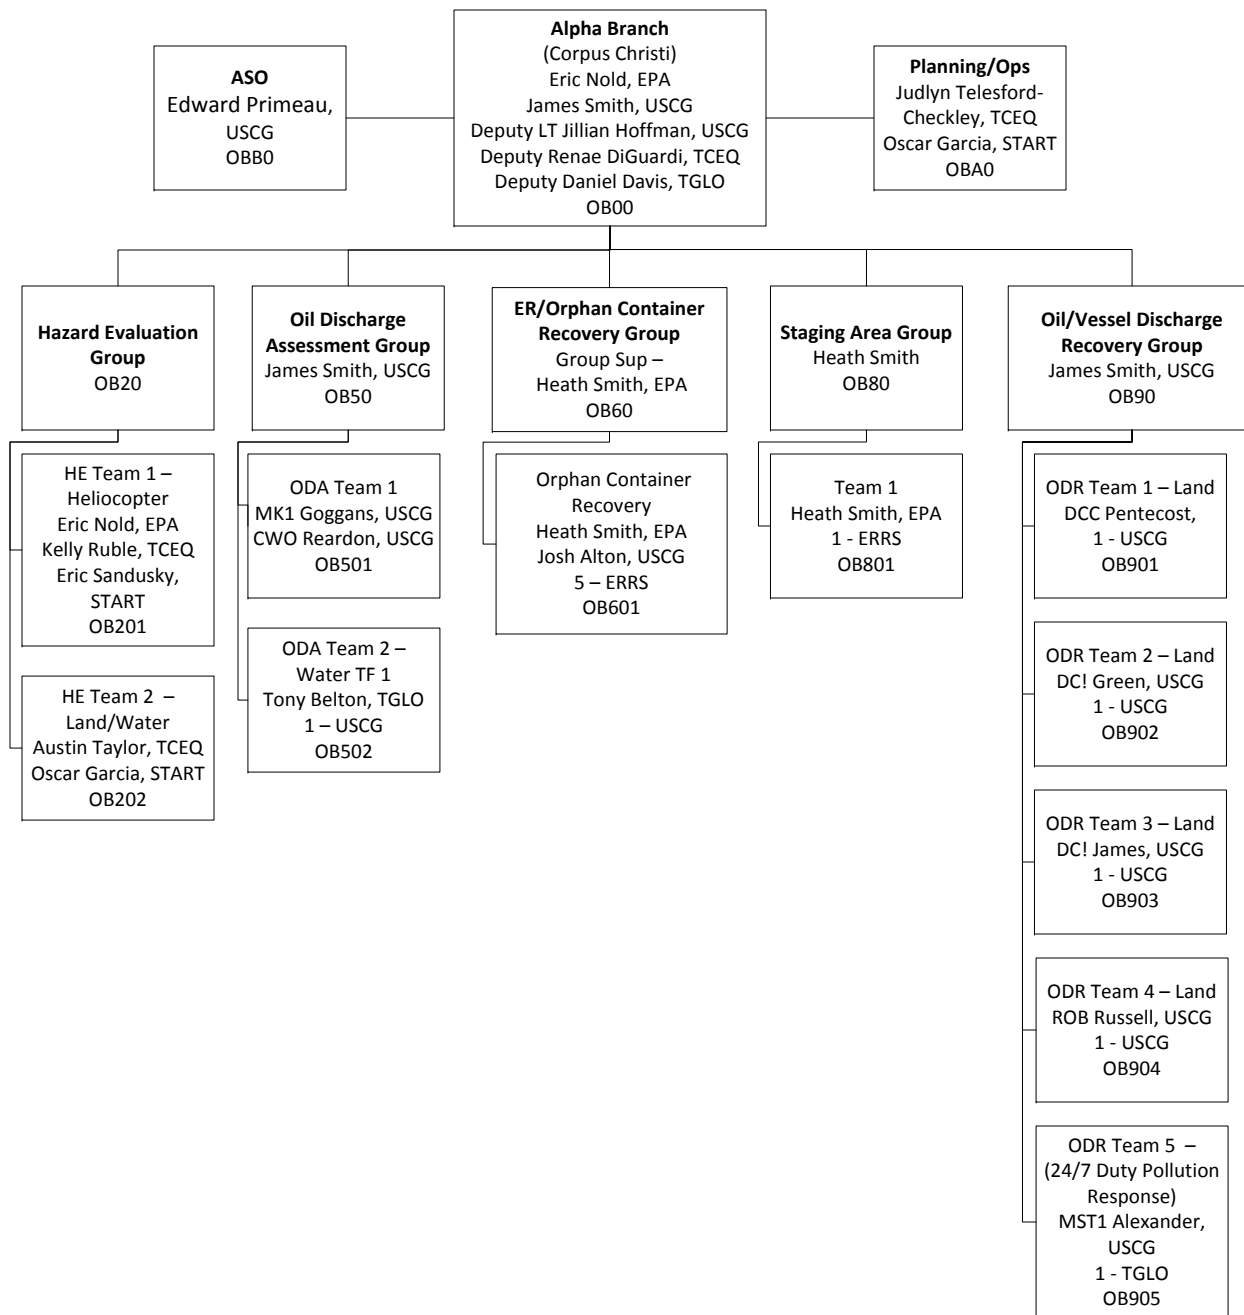 Alpha Branch
(Corpus Christi)
Eric Nold, EPA
James Smith, USCG
Deputy LT Jillian Hoffman, USCG
Deputy Renae DiGuardi, TCEQ
Deputy Daniel Davis, TGLO
OB00
ASO
Edward Primeau,
USCG
OBB0
Planning/Ops
Judlyn Telesford-
Checkley, TCEQ
Oscar Garcia, START
OBA0
Hazard Evaluation
Group
OB20
Oil Discharge
Assessment Group
James Smith, USCG
OB50
ER/Orphan Container
Recovery Group
Group Sup –
Heath Smith, EPA
OB60
Staging Area Group
Heath Smith
OB80
Oil/Vessel Discharge
Recovery Group
James Smith, USCG
OB90
HE Team 1 –
Heliocopter
Eric Nold, EPA
Kelly Ruble, TCEQ
Eric Sandusky,
START
OB201
HE Team 2  –
Land/Water
Austin Taylor, TCEQ
Oscar Garcia, START
OB202
ODA Team 1
MK1 Goggans, USCG
CWO Reardon, USCG
OB501
ODA Team 2 –
Water TF 1
Tony Belton, TGLO
1 – USCG
OB502
Orphan Container
Recovery
Heath Smith, EPA
Josh Alton, USCG
5 – ERRS
OB601
Team 1
Heath Smith, EPA
1 - ERRS
OB801
ODR Team 1 – Land
DCC Pentecost,
1 - USCG
OB901
ODR Team 2 – Land
DC! Green, USCG
1 - USCG
OB902
ODR Team 3 – Land
DC! James, USCG
1 - USCG
OB903
ODR Team 4 – Land
ROB Russell, USCG
1 - USCG
OB904
ODR Team 5  –
(24/7 Duty Pollution
Response)
MST1 Alexander,
USCG
1 - TGLO
OB905